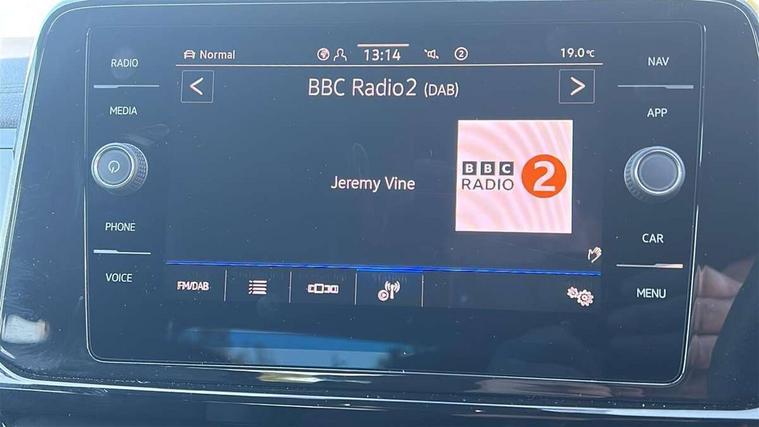 Normal 13:14 2 19.0°C
RADIO
NAV
< BBC Radio2 (DAB) >
MEDIA
APP
Jeremy Vine
BBC
RADIO 2
PHONE
CAR
VOICE
FM/DAB
MENU